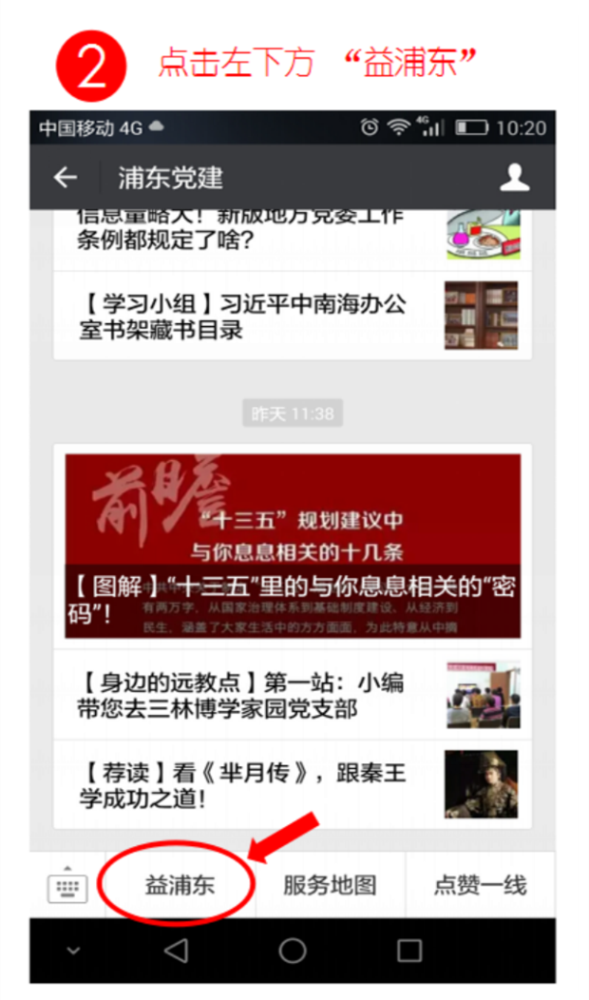 2 点击左下方 “益浦东”
中国移动 4G 4G 10:20
浦东党建
信息量略大！新版地方党委工作
条例都规定了啥？
【学习小组】习近平中南海办公
室书架藏书目录
昨天 11:38
前瞻
“十三五”规划建议中
与你息息相关的十几条
【图解】“十三五”里的与你息息相关的“密
码”！
有两万字，从国家治理体系到基础制度建设、从经济到
民生，涵盖了大家生活中的方方面面，为此特意从中摘
【身边的远教点】第一站：小编
带您去三林博学家园党支部
【荐读】看《芈月传》，跟秦王
学成功之道！
益浦东 服务地图 点赞一线